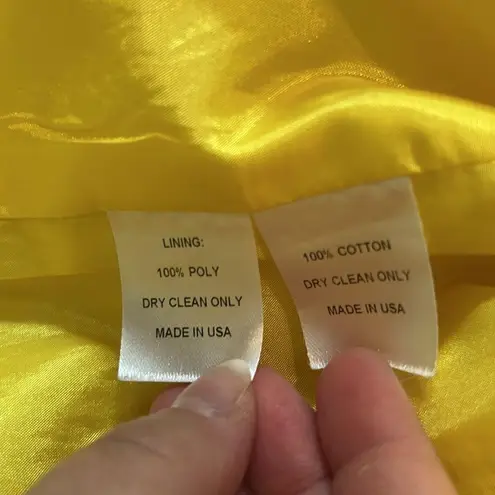 LINING:
100% POLY
DRY CLEAN ONLY
MADE IN USA
100% COTTON
DRY CLEAN ONLY
MADE IN USA